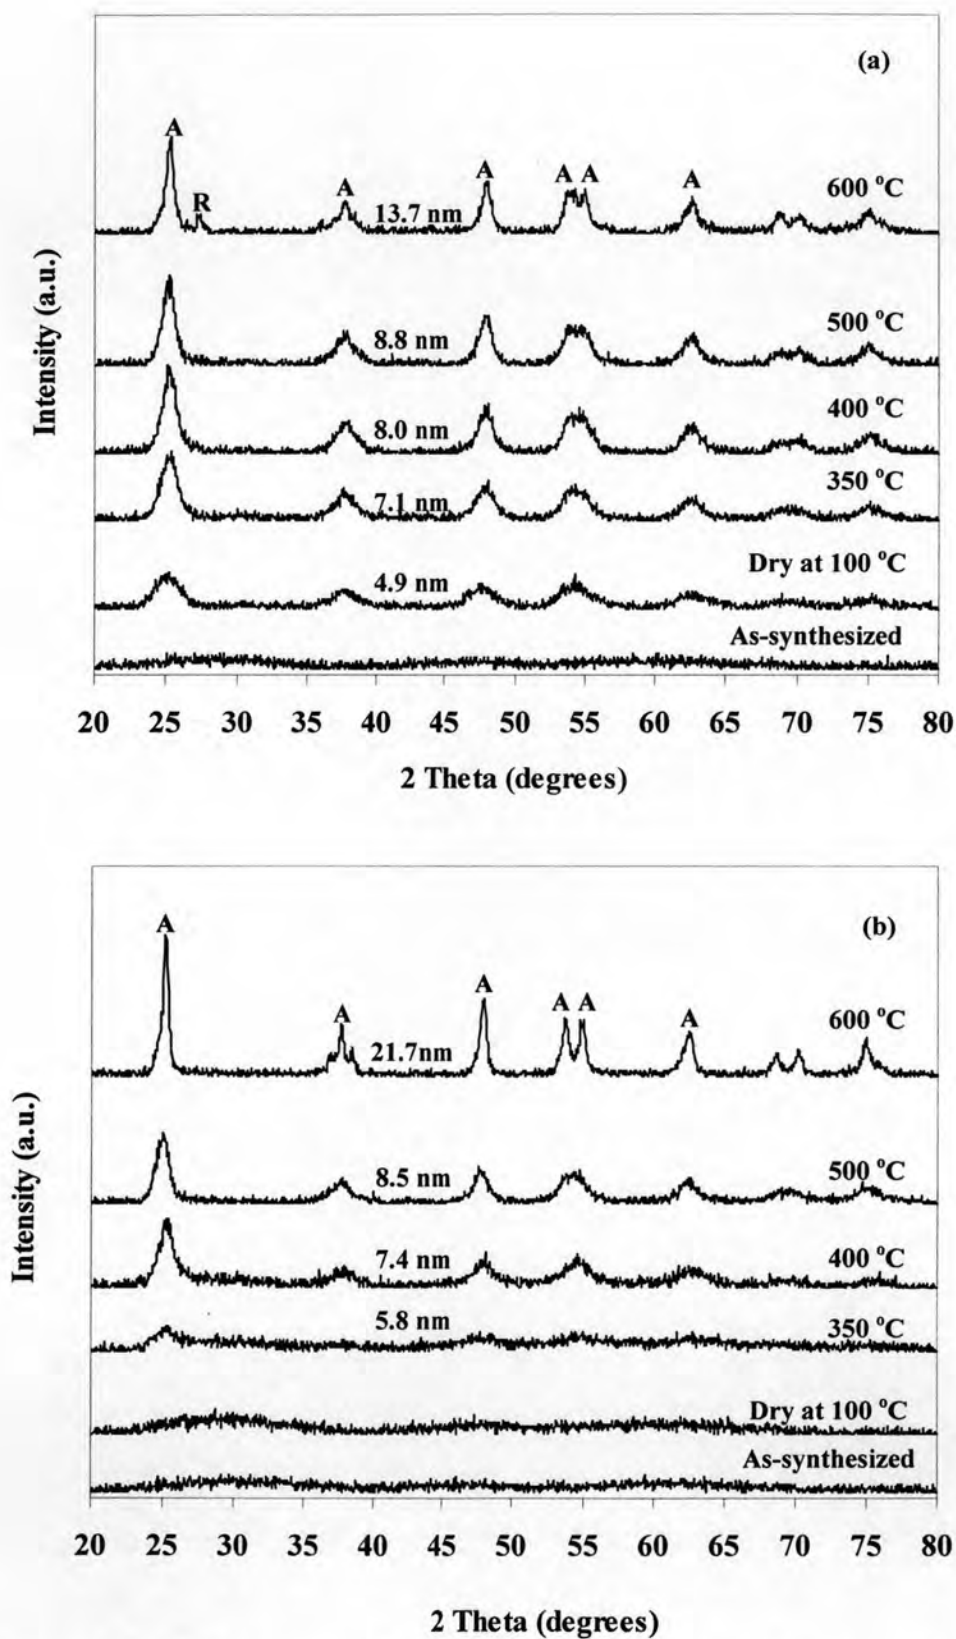 (a)
A
R
A
A
A A
A
13.7 nm
600 °C
8.8 nm
500 °C
8.0 nm
400 °C
7.1 nm
350 °C
4.9 nm
Dry at 100 °C
As-synthesized
Intensity (a.u.)
20 25 30 35 40 45 50 55 60 65 70 75 80
2 Theta (degrees)
(b)
A
A
A
A A
A
21.7nm
600 °C
8.5 nm
500 °C
7.4 nm
400 °C
5.8 nm
350 °C
Dry at 100 °C
As-synthesized
Intensity (a.u.)
20 25 30 35 40 45 50 55 60 65 70 75 80
2 Theta (degrees)